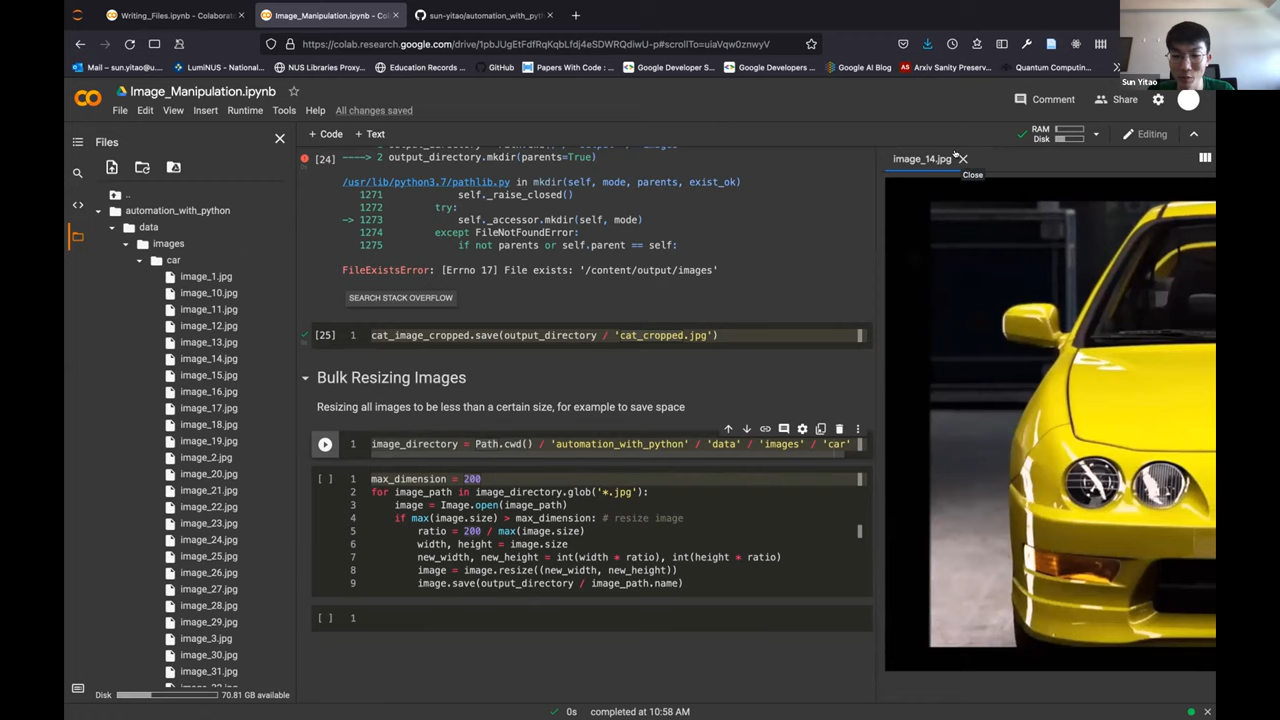 Writing_Files.ipynb - Colaborat
Image_Manipulation.ipynb - Co
sun-yitao/automation_with_pyth
https://colab.research.google.com/drive/1pbJUgEtFdfRqKqbLfdj4eSDWRQdiwU-p#scrollTo=uiaVqw0znwyV
Mail – sun.yitao@u....
LumiNUS - National...
NUS Libraries Proxy...
Education Records ...
GitHub
Papers With Code : ...
Google Developer S...
Google Developers ...
Google AI Blog
Arxiv Sanity Preserv...
Quantum Computin...
Sun Yitao
Image_Manipulation.ipynb
File Edit View Insert Runtime Tools Help All changes saved
Comment
Share
+ Code + Text
RAM
Disk
Editing
Files
..
automation_with_python
data
images
car
image_1.jpg
image_10.jpg
image_11.jpg
image_12.jpg
image_13.jpg
image_14.jpg
image_15.jpg
image_16.jpg
image_17.jpg
image_18.jpg
image_19.jpg
image_2.jpg
image_20.jpg
image_21.jpg
image_22.jpg
image_23.jpg
image_24.jpg
image_25.jpg
image_26.jpg
image_27.jpg
image_28.jpg
image_29.jpg
image_3.jpg
image_30.jpg
image_31.jpg
Disk 70.81 GB available
[24] ----> 2 output_directory.mkdir(parents=True)
/usr/lib/python3.7/pathlib.py in mkdir(self, mode, parents, exist_ok)
1271 self._raise_closed()
1272 try:
-> 1273 self._accessor.mkdir(self, mode)
1274 except FileNotFoundError:
1275 if not parents or self.parent == self:
FileExistsError: [Errno 17] File exists: '/content/output/images'
SEARCH STACK OVERFLOW
[25] 1 cat_image_cropped.save(output_directory / 'cat_cropped.jpg')
Bulk Resizing Images
Resizing all images to be less than a certain size, for example to save space
1 image_directory = Path.cwd() / 'automation_with_python' / 'data' / 'images' / 'car'
[ ] 1 max_dimension = 200
2 for image_path in image_directory.glob('*.jpg'):
3 image = Image.open(image_path)
4 if max(image.size) > max_dimension: # resize image
5 ratio = 200 / max(image.size)
6 width, height = image.size
7 new_width, new_height = int(width * ratio), int(height * ratio)
8 image = image.resize((new_width, new_height))
9 image.save(output_directory / image_path.name)
[ ] 1
image_14.jpg
Close
0s completed at 10:58 AM